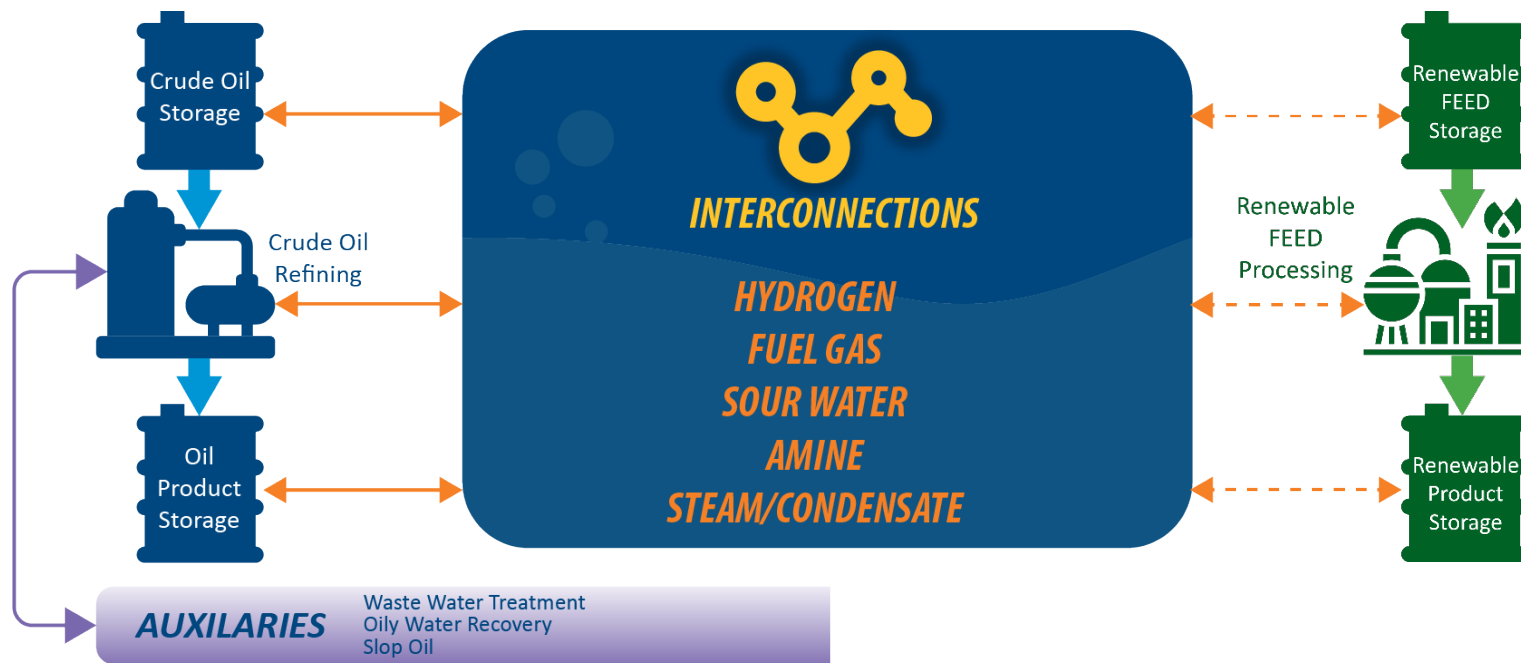 Crude Oil
Storage
Crude Oil
Refining
Oil
Product
Storage
INTERCONNECTIONS
HYDROGEN
FUEL GAS
SOUR WATER
AMINE
STEAM/CONDENSATE
Renewable
FEED
Storage
Renewable
FEED
Processing
Renewable
Product
Storage
AUXILARIES
Waste Water Treatment
Oily Water Recovery
Slop Oil